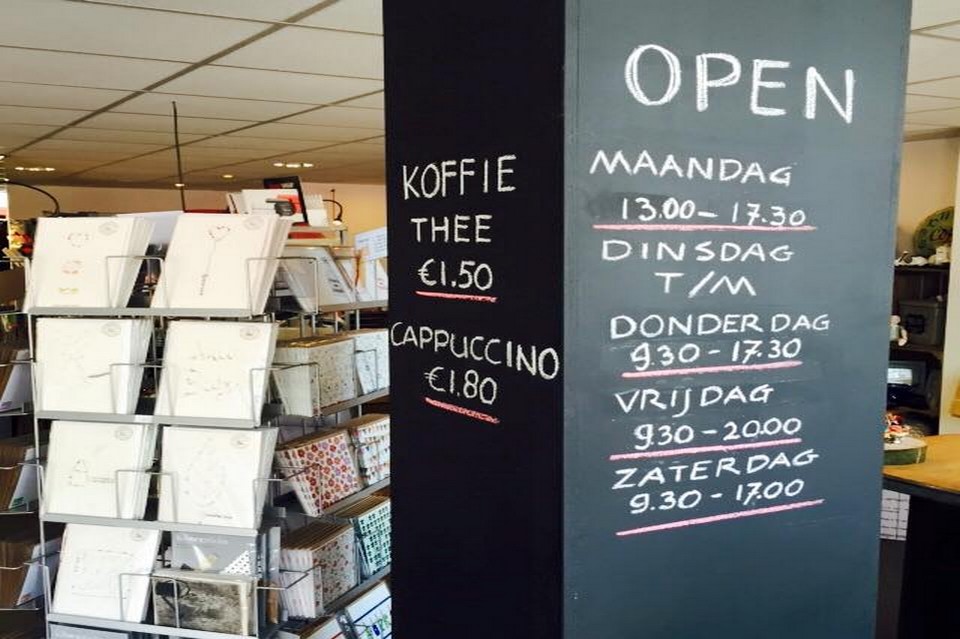 KOFFIE
THEE
€1.50
CAPPUCCINO
€1.80
OPEN
MAANDAG
13.00 - 17.30
DINSDAG
T/M
DONDERDAG
9.30 - 17.30
VRIJDAG
9.30 - 20.00
ZATERDAG
9.30 - 17.00